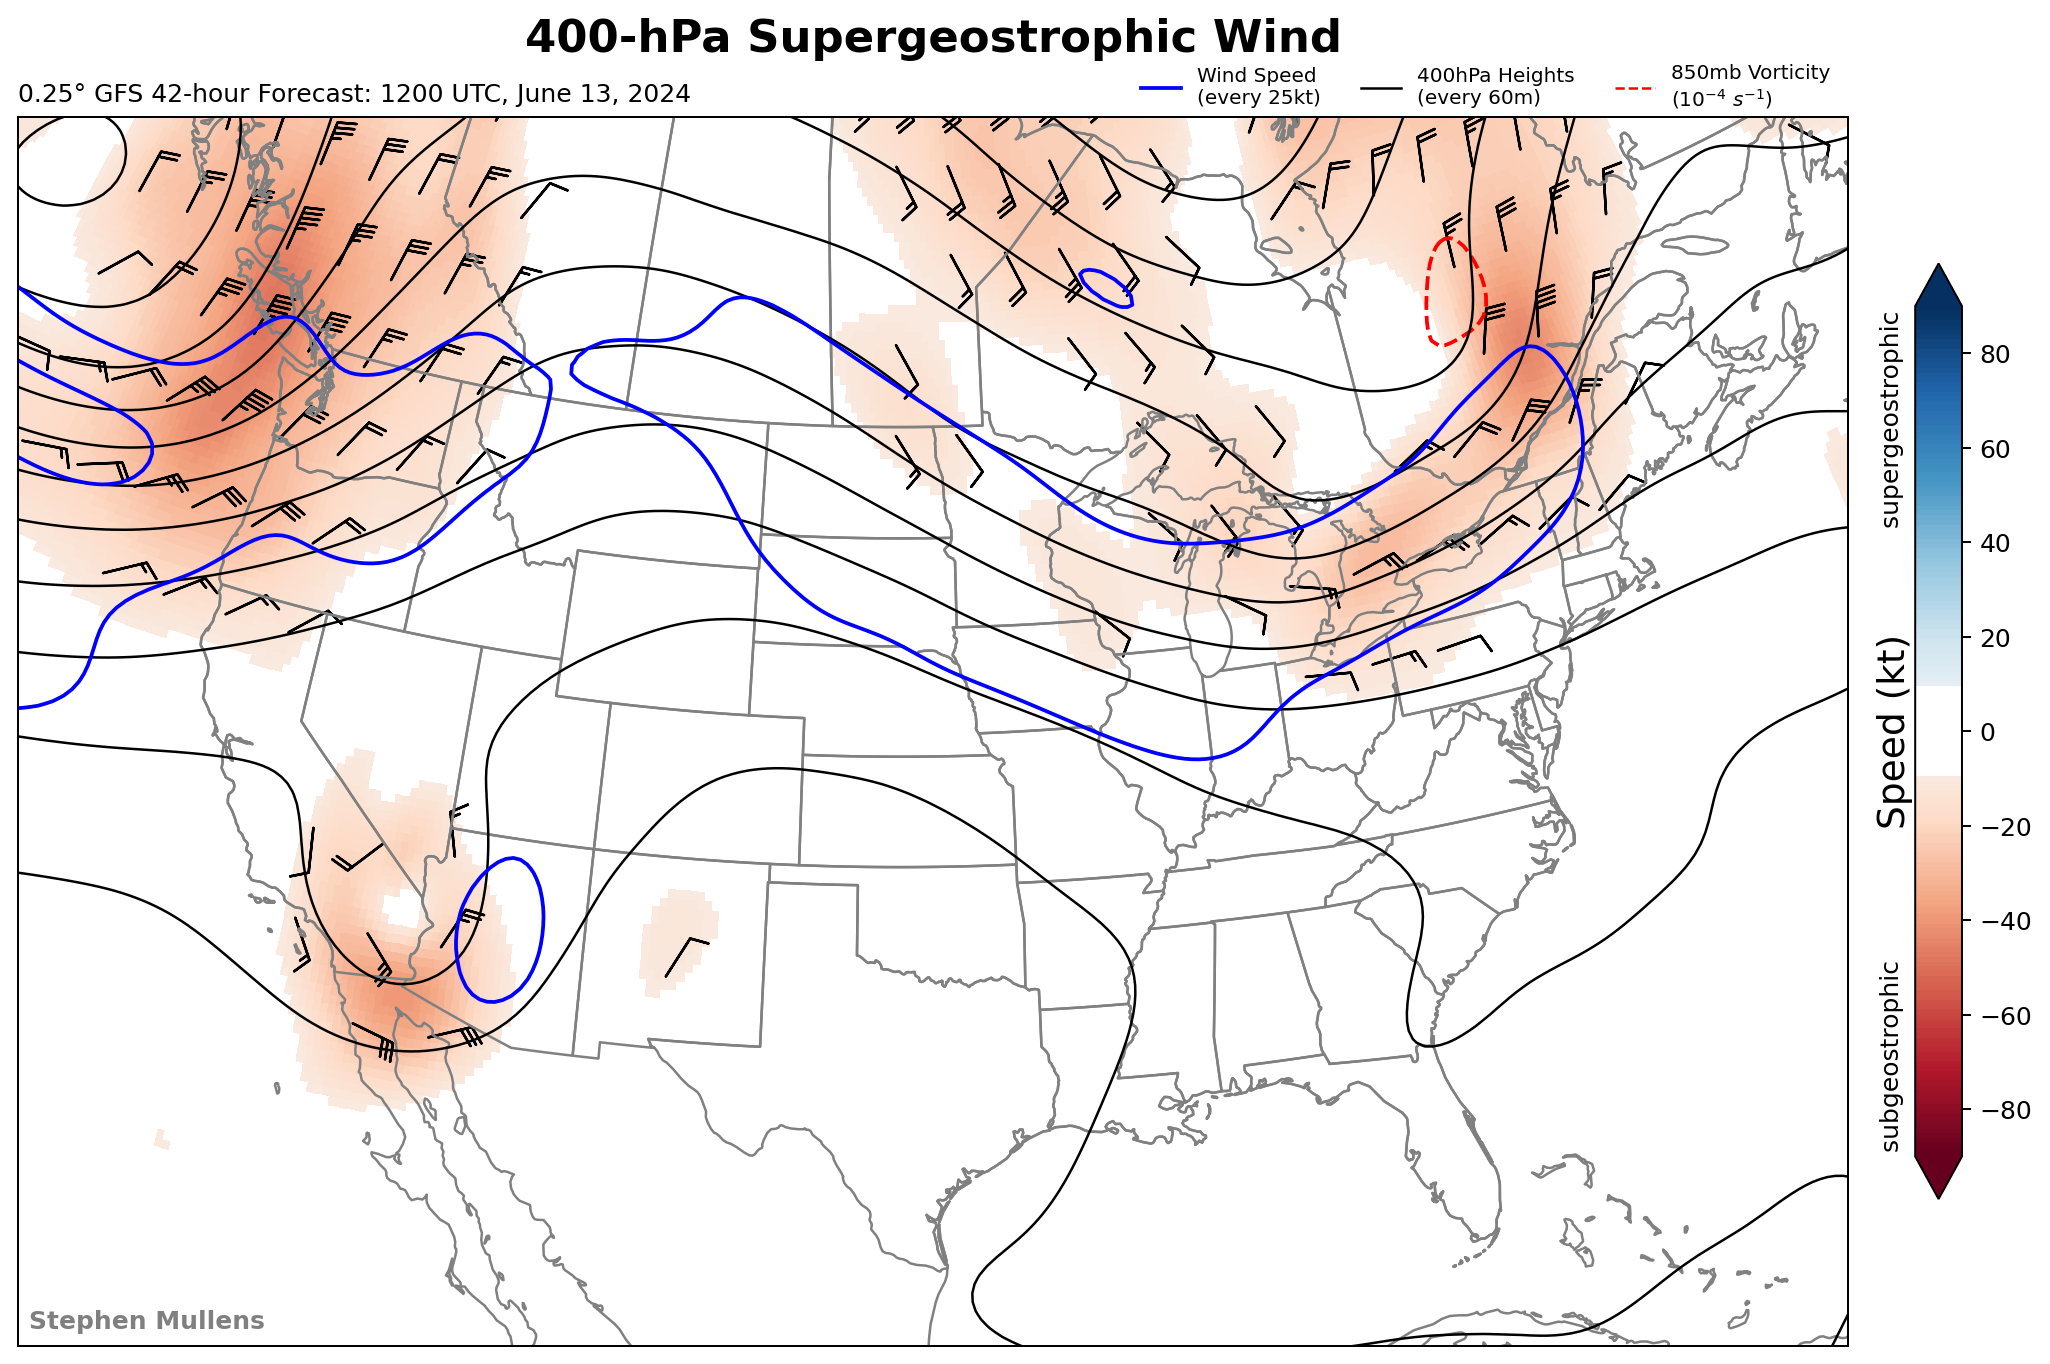 400-hPa Supergeostrophic Wind
0.25° GFS 42-hour Forecast: 1200 UTC, June 13, 2024
Wind Speed
(every 25kt)
400hPa Heights
(every 60m)
850mb Vorticity
(10⁻⁴ s⁻¹)
supergeostrophic
Speed (kt)
subgeostrophic
80
60
40
20
0
−20
−40
−60
−80
Stephen Mullens